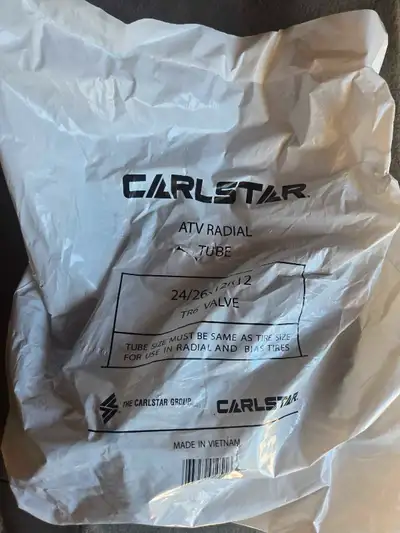 CARLSTAR
ATV RADIAL
TUBE
TR6 VALVE
TUBE SIZE MUST BE SAME AS TIRE SIZE
FOR USE IN RADIAL AND BIAS TIRES
THE CARLSTAR GROUP
CARLSTAR
MADE IN VIETNAM